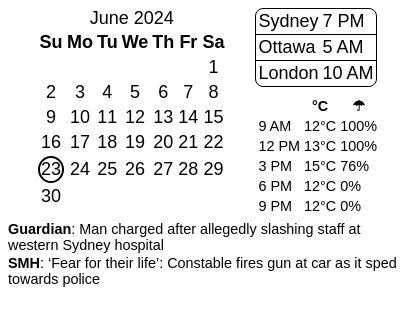 June 2024
Su Mo Tu We Th Fr Sa
1
2 3 4 5 6 7 8
9 10 11 12 13 14 15
16 17 18 19 20 21 22
23 24 25 26 27 28 29
30
Sydney 7 PM
Ottawa 5 AM
London 10 AM
°C ☂
9 AM 12°C 100%
12 PM 13°C 100%
3 PM 15°C 76%
6 PM 12°C 0%
9 PM 12°C 0%
Guardian: Man charged after allegedly slashing staff at
western Sydney hospital
SMH: ‘Fear for their life’: Constable fires gun at car as it sped
towards police